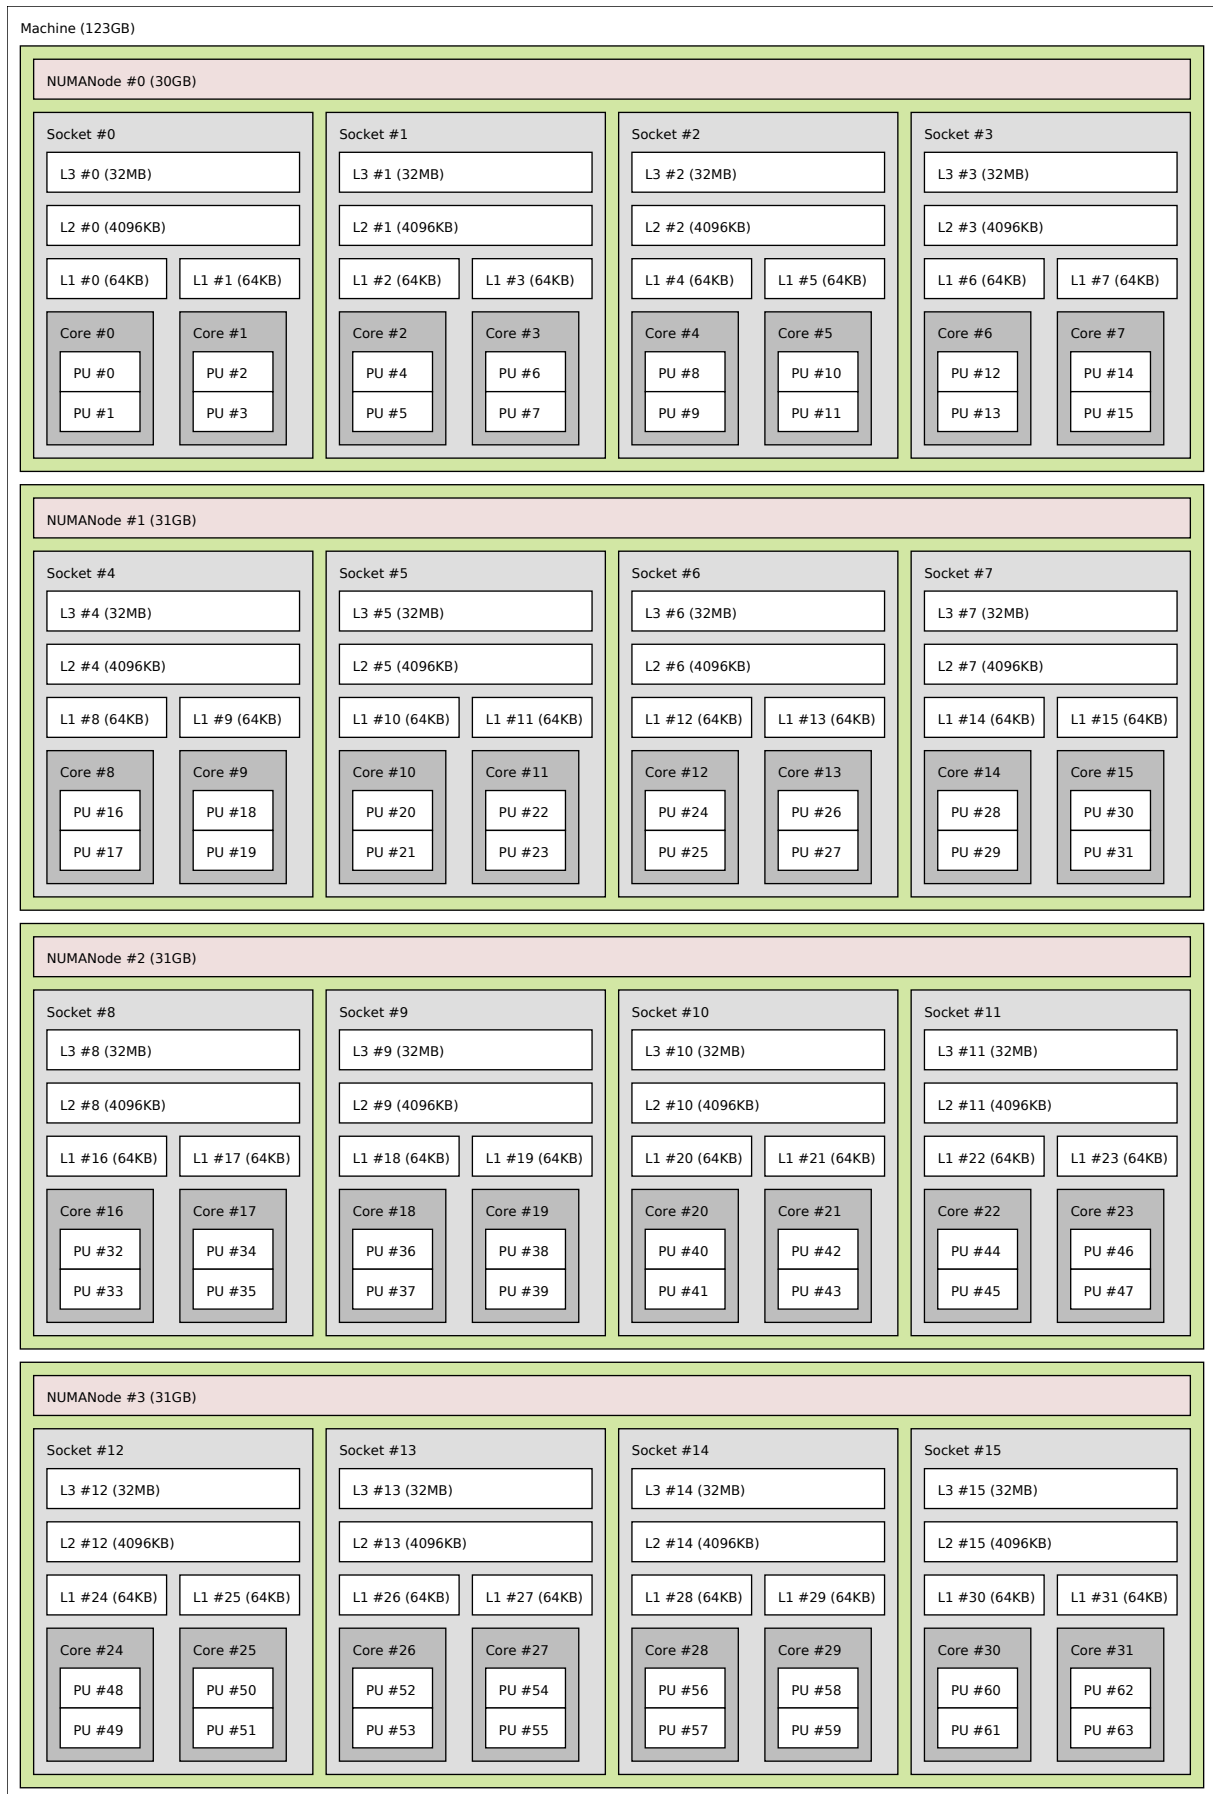 Machine (123GB)
NUMANode #0 (30GB)
Socket #0 Socket #1 Socket #2 Socket #3
L3 #0 (32MB) L3 #1 (32MB) L3 #2 (32MB) L3 #3 (32MB)
L2 #0 (4096KB) L2 #1 (4096KB) L2 #2 (4096KB) L2 #3 (4096KB)
L1 #0 (64KB) L1 #1 (64KB) L1 #2 (64KB) L1 #3 (64KB) L1 #4 (64KB) L1 #5 (64KB) L1 #6 (64KB) L1 #7 (64KB)
Core #0 Core #1 Core #2 Core #3 Core #4 Core #5 Core #6 Core #7
PU #0 PU #2 PU #4 PU #6 PU #8 PU #10 PU #12 PU #14
PU #1 PU #3 PU #5 PU #7 PU #9 PU #11 PU #13 PU #15
NUMANode #1 (31GB)
Socket #4 Socket #5 Socket #6 Socket #7
L3 #4 (32MB) L3 #5 (32MB) L3 #6 (32MB) L3 #7 (32MB)
L2 #4 (4096KB) L2 #5 (4096KB) L2 #6 (4096KB) L2 #7 (4096KB)
L1 #8 (64KB) L1 #9 (64KB) L1 #10 (64KB) L1 #11 (64KB) L1 #12 (64KB) L1 #13 (64KB) L1 #14 (64KB) L1 #15 (64KB)
Core #8 Core #9 Core #10 Core #11 Core #12 Core #13 Core #14 Core #15
PU #16 PU #18 PU #20 PU #22 PU #24 PU #26 PU #28 PU #30
PU #17 PU #19 PU #21 PU #23 PU #25 PU #27 PU #29 PU #31
NUMANode #2 (31GB)
Socket #8 Socket #9 Socket #10 Socket #11
L3 #8 (32MB) L3 #9 (32MB) L3 #10 (32MB) L3 #11 (32MB)
L2 #8 (4096KB) L2 #9 (4096KB) L2 #10 (4096KB) L2 #11 (4096KB)
L1 #16 (64KB) L1 #17 (64KB) L1 #18 (64KB) L1 #19 (64KB) L1 #20 (64KB) L1 #21 (64KB) L1 #22 (64KB) L1 #23 (64KB)
Core #16 Core #17 Core #18 Core #19 Core #20 Core #21 Core #22 Core #23
PU #32 PU #34 PU #36 PU #38 PU #40 PU #42 PU #44 PU #46
PU #33 PU #35 PU #37 PU #39 PU #41 PU #43 PU #45 PU #47
NUMANode #3 (31GB)
Socket #12 Socket #13 Socket #14 Socket #15
L3 #12 (32MB) L3 #13 (32MB) L3 #14 (32MB) L3 #15 (32MB)
L2 #12 (4096KB) L2 #13 (4096KB) L2 #14 (4096KB) L2 #15 (4096KB)
L1 #24 (64KB) L1 #25 (64KB) L1 #26 (64KB) L1 #27 (64KB) L1 #28 (64KB) L1 #29 (64KB) L1 #30 (64KB) L1 #31 (64KB)
Core #24 Core #25 Core #26 Core #27 Core #28 Core #29 Core #30 Core #31
PU #48 PU #50 PU #52 PU #54 PU #56 PU #58 PU #60 PU #62
PU #49 PU #51 PU #53 PU #55 PU #57 PU #59 PU #61 PU #63